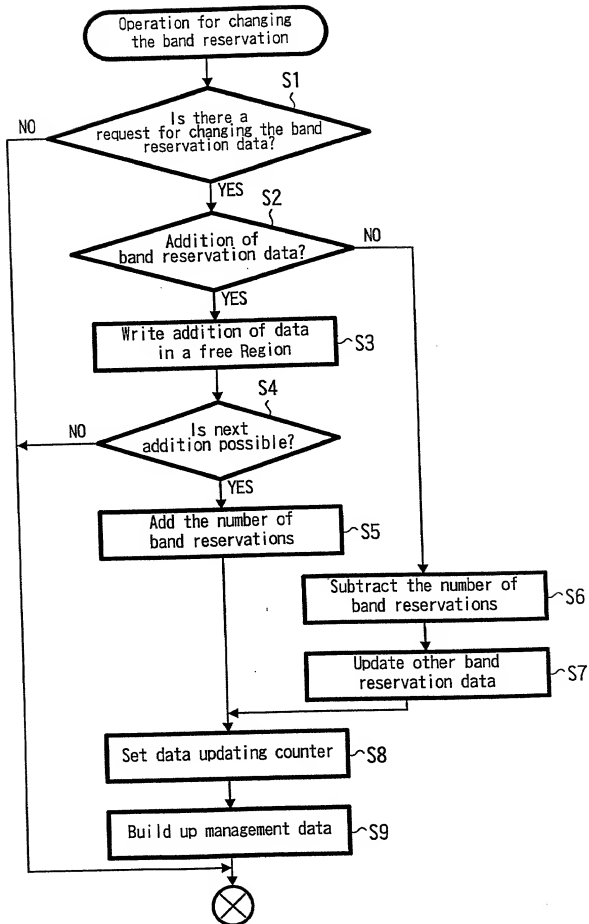 Operation for changing
the band reservation
S1
Is there a
request for changing the band
reservation data?
NO
YES
S2
Addition of
band reservation data?
NO
YES
Write addition of data
in a free Region
S3
S4
Is next
addition possible?
NO
YES
Add the number of
band reservations
S5
Subtract the number of
band reservations
S6
Update other band
reservation data
S7
Set data updating counter
S8
Build up management data
S9